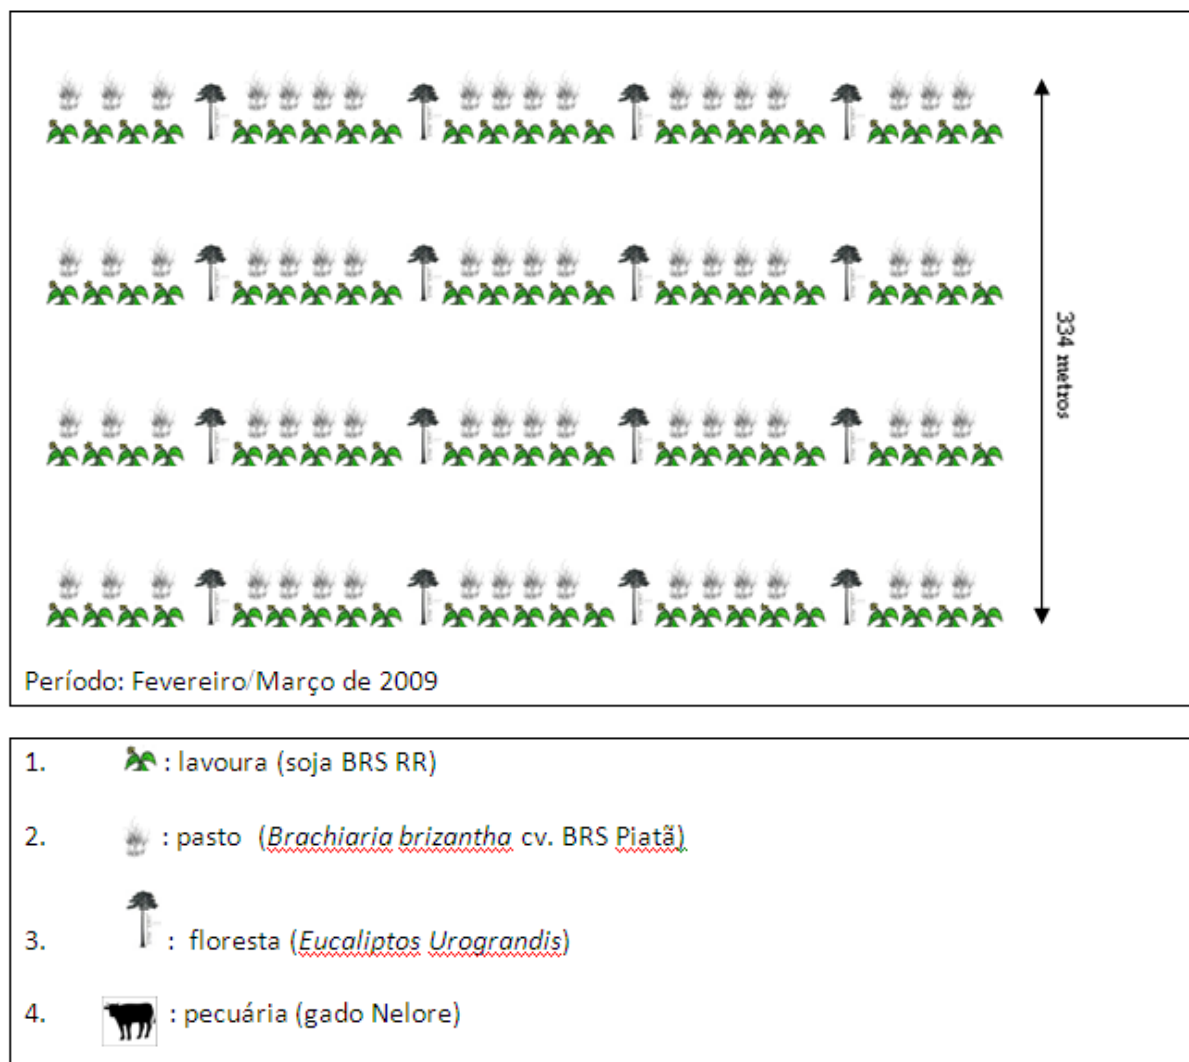 334 metros
Período: Fevereiro/Março de 2009
1. : lavoura (soja BRS RR)
2. : pasto (Brachiaria brizantha cv. BRS Piatã)
3. : floresta (Eucaliptos Urograndis)
4. : pecuária (gado Nelore)